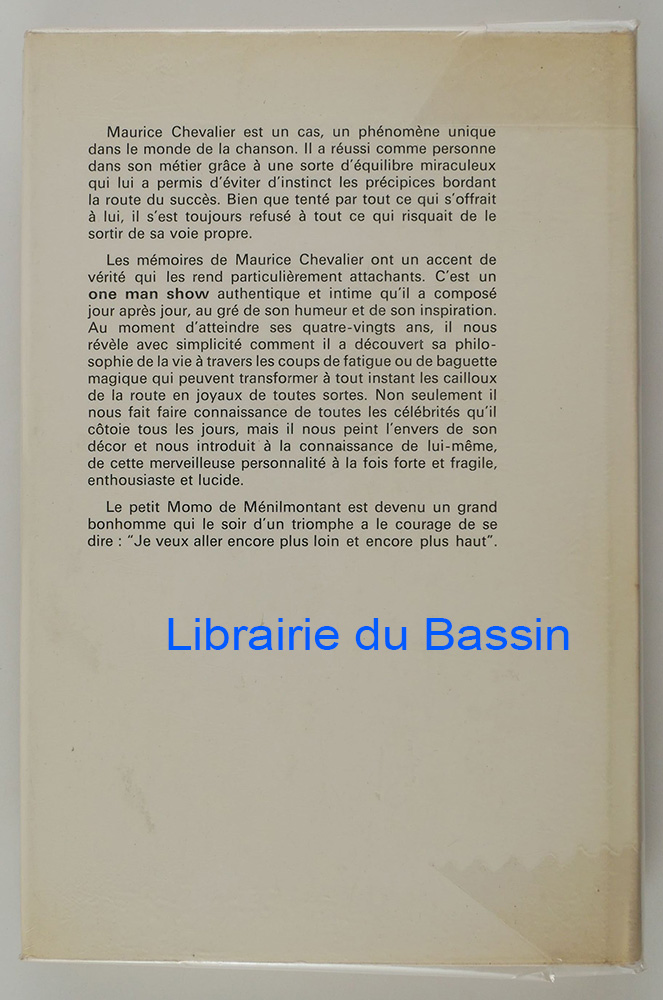 Maurice Chevalier est un cas, un phénomène unique
dans le monde de la chanson. Il a réussi comme personne
dans son métier grâce à une sorte d'équilibre miraculeux
qui lui a permis d'éviter d'instinct les précipices bordant
la route du succès. Bien que tenté par tout ce qui s'offrait
à lui, il s'est toujours refusé à tout ce qui risquait de le
sortir de sa voie propre.
Les mémoires de Maurice Chevalier ont un accent de
vérité qui les rend particulièrement attachants. C'est un
one man show authentique et intime qu'il a composé
jour après jour, au gré de son humeur et de son inspiration.
Au moment d'atteindre ses quatre-vingts ans, il nous
révèle avec simplicité comment il a découvert sa philo-
sophie de la vie à travers les coups de fatigue ou de baguette
magique qui peuvent transformer à tout instant les cailloux
de la route en joyaux de toutes sortes. Non seulement il
nous fait faire connaissance de toutes les célébrités qu'il
côtoie tous les jours, mais il nous peint l'envers de son
décor et nous introduit à la connaissance de lui-même,
de cette merveilleuse personnalité à la fois forte et fragile,
enthousiaste et lucide.
Le petit Momo de Ménilmontant est devenu un grand
bonhomme qui le soir d'un triomphe a le courage de se
dire : "Je veux aller encore plus loin et encore plus haut".
Librairie du Bassin